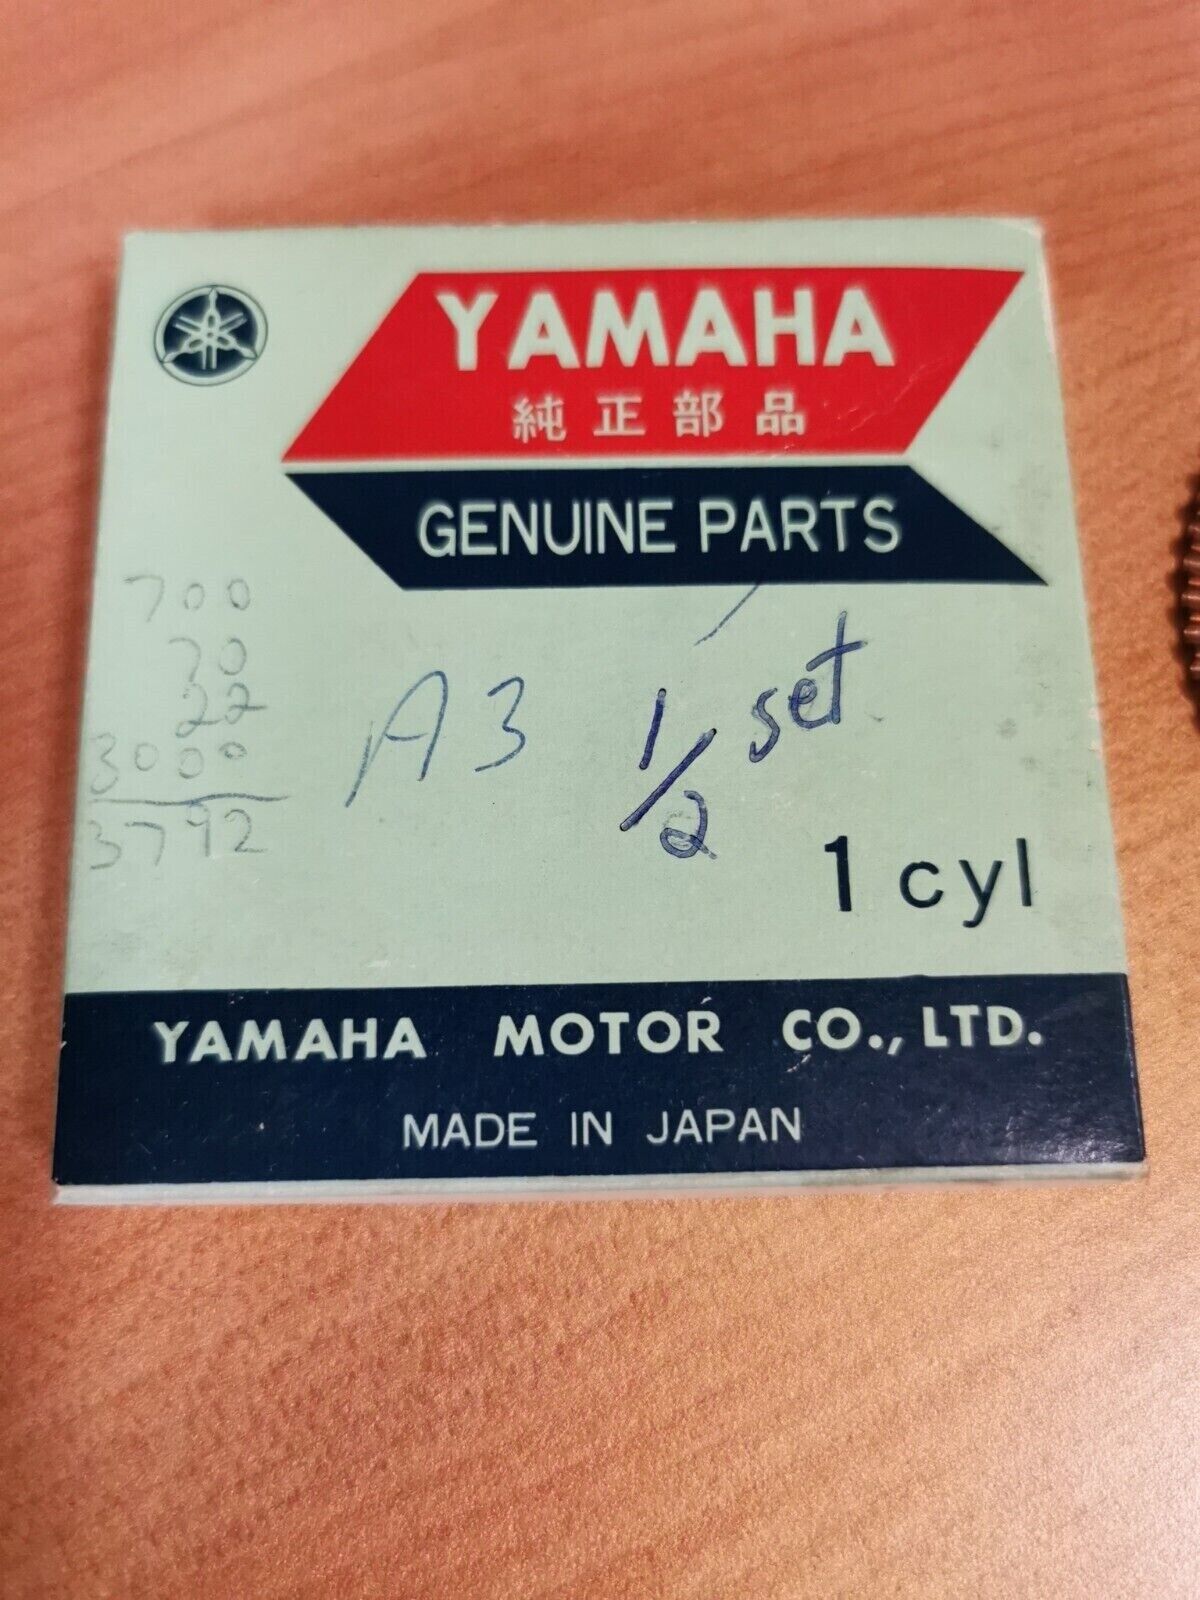 YAMAHA
純正部品
GENUINE PARTS
700
70
22
3000
3792
A3 1/2 set
1 cyl
YAMAHA MOTOR CO., LTD.
MADE IN JAPAN